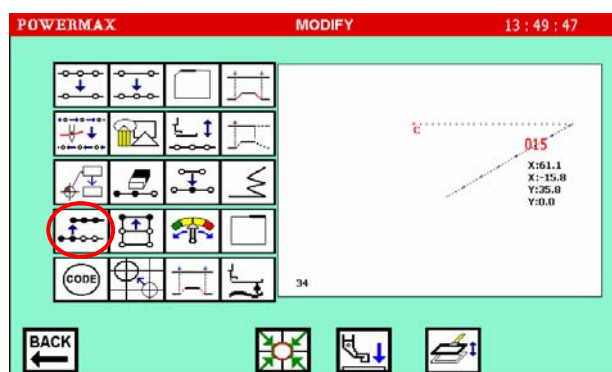 POWERMAX MODIFY 13:49:47
C
015
X:61.1
X:-15.8
Y:35.8
Y:0.0
CODE
34
BACK